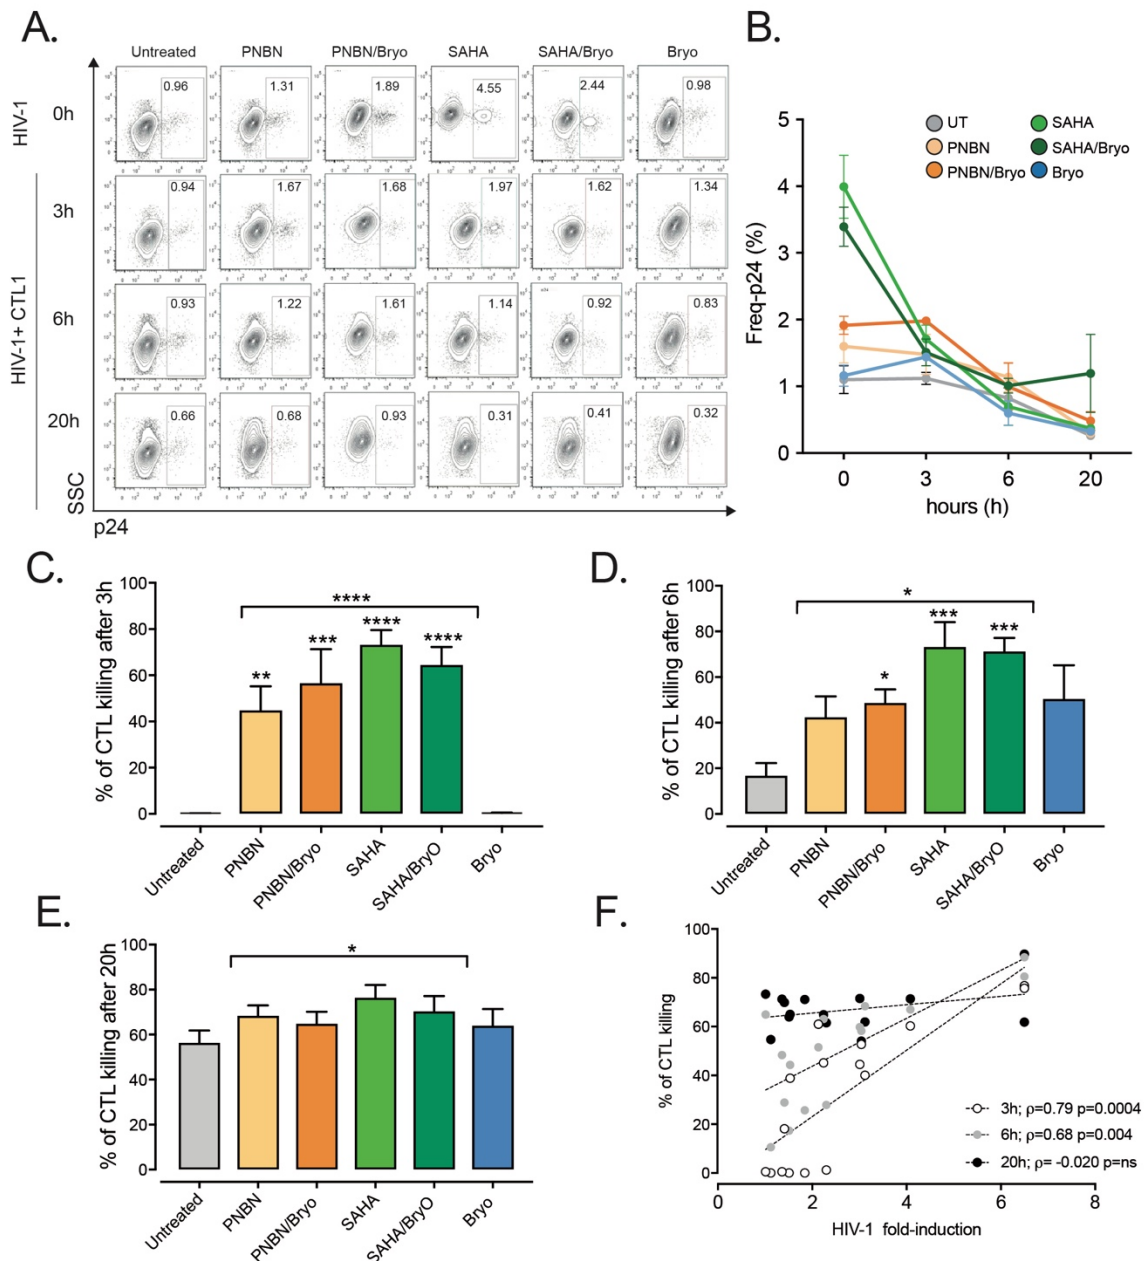 A.
Untreated PNBN PNBN/Bryo SAHA SAHA/Bryo Bryo
HIV-1
0h 0.96 1.31 1.89 4.55 2.44 0.98
HIV-1+ CTL1
3h 0.94 1.67 1.68 1.97 1.62 1.34
6h 0.93 1.22 1.61 1.14 0.92 0.83
20h 0.66 0.68 0.93 0.31 0.41 0.32
SSC
p24
B.
UT SAHA
PNBN SAHA/Bryo
PNBN/Bryo Bryo
Freq-p24 (%)
5
4
3
2
1
0
0 3 6 20
hours (h)
C.
% of CTL killing after 3h
100
80
60
40
20
0
****
** *** **** ****
Untreated PNBN PNBN/Bryo SAHA SAHA/BryO Bryo
D.
% of CTL killing after 6h
100
80
60
40
20
0
*
* *** ***
Untreated PNBN PNBN/Bryo SAHA SAHA/BryO Bryo
E.
% of CTL killing after 20h
100
80
60
40
20
0
*
Untreated PNBN PNBN/Bryo SAHA SAHA/BryO Bryo
F.
% of CTL killing
100
80
60
40
20
0
3h; ρ=0.79 p=0.0004
6h; ρ=0.68 p=0.004
20h; ρ= -0.020 p=ns
0 2 4 6 8
HIV-1 fold-induction